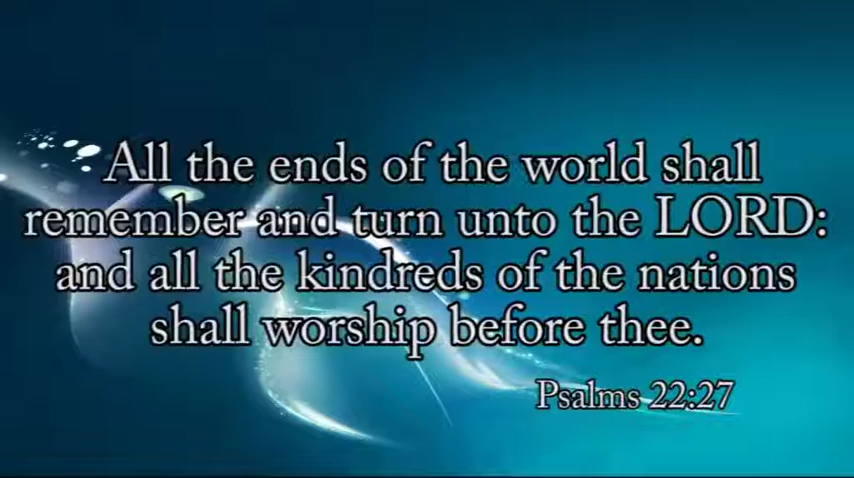 All the ends of the world shall
remember and turn unto the LORD:
and all the kindreds of the nations
shall worship before thee.
Psalms 22:27